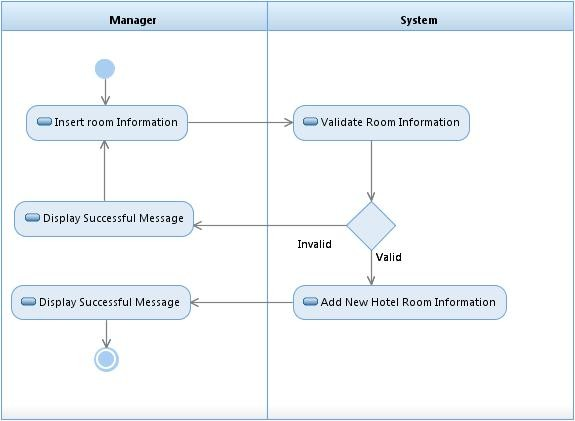 Manager
System
Insert room Information
Validate Room Information
Display Successful Message
Invalid
Valid
Display Successful Message
Add New Hotel Room Information